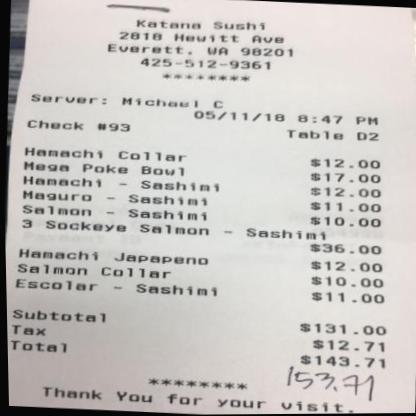 Katana Sushi
2818 Hewitt Ave
Everett, WA 98201
425-512-9361
********
Server: Michael C
05/11/18 8:47 PM
Check #93 Table D2
Hamachi Collar $12.00
Mega Poke Bowl $17.00
Hamachi - Sashimi $12.00
Maguro - Sashimi $11.00
Salmon - Sashimi $10.00
3 Sockeye Salmon - Sashimi
$36.00
Hamachi Japapeno $12.00
Salmon Collar $10.00
Escolar - Sashimi $11.00
Subtotal $131.00
Tax $12.71
Total $143.71
153.71
********
Thank You for your visit.